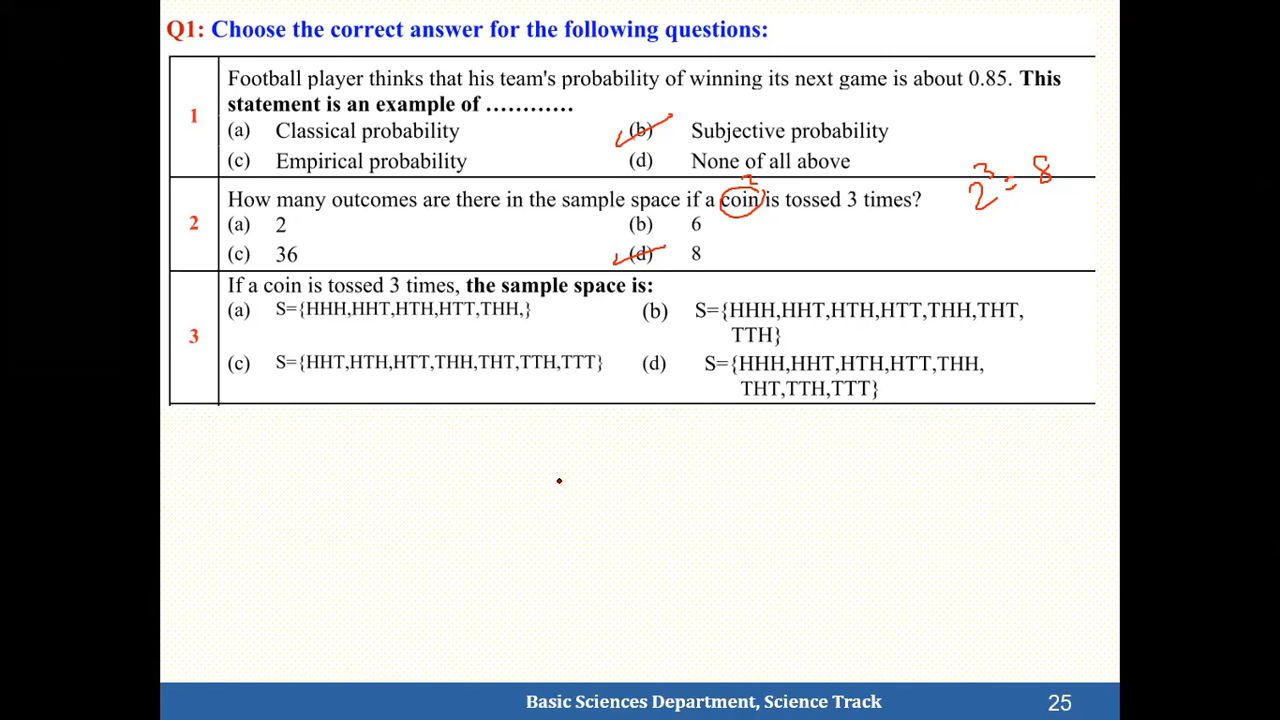 Q1: Choose the correct answer for the following questions:
1
Football player thinks that his team's probability of winning its next game is about 0.85. This
statement is an example of …………
(a) Classical probability (b) Subjective probability
(c) Empirical probability (d) None of all above
2
How many outcomes are there in the sample space if a coin is tossed 3 times?
2
2³ = 8
(a) 2 (b) 6
(c) 36 (d) 8
3
If a coin is tossed 3 times, the sample space is:
(a) S={HHH,HHT,HTH,HTT,THH,} (b) S={HHH,HHT,HTH,HTT,THH,THT,
TTH}
(c) S={HHT,HTH,HTT,THH,THT,TTH,TTT} (d) S={HHH,HHT,HTH,HTT,THH,
THT,TTH,TTT}
Basic Sciences Department, Science Track 25